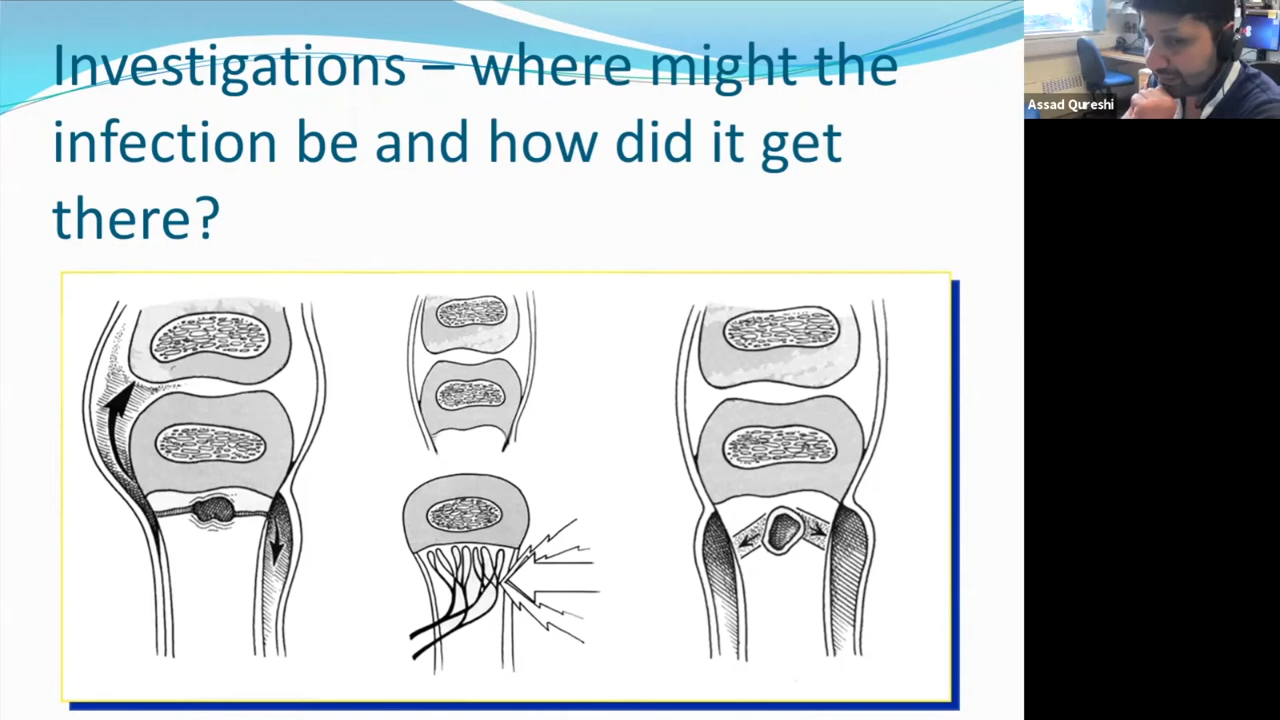 Investigations – where might the
infection be and how did it get
there?
Assad Qureshi